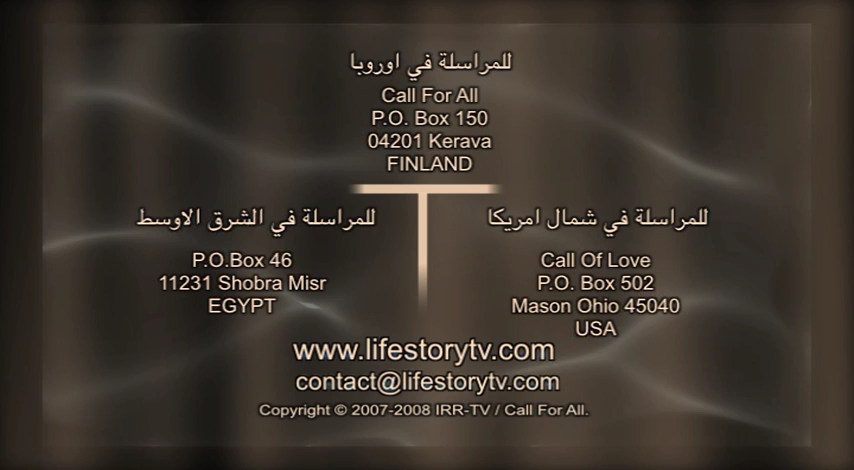 للمراسلة في اوروبا
Call For All
P.O. Box 150
04201 Kerava
FINLAND
للمراسلة في الشرق الاوسط
P.O.Box 46
11231 Shobra Misr
EGYPT
للمراسلة في شمال امريكا
Call Of Love
P.O. Box 502
Mason Ohio 45040
USA
www.lifestorytv.com
contact@lifestorytv.com
Copyright © 2007-2008 IRR-TV / Call For All.